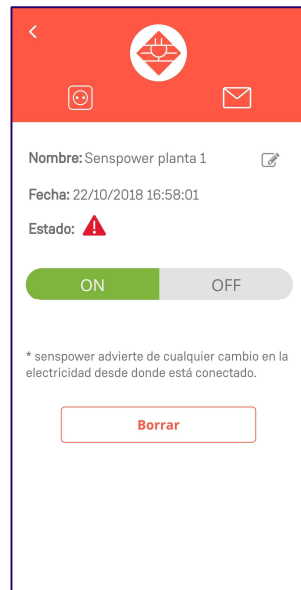 Nombre: Senspower planta 1
Fecha: 22/10/2018 16:58:01
Estado:
ON OFF
* senspower advierte de cualquier cambio en la
electricidad desde donde está conectado.
Borrar